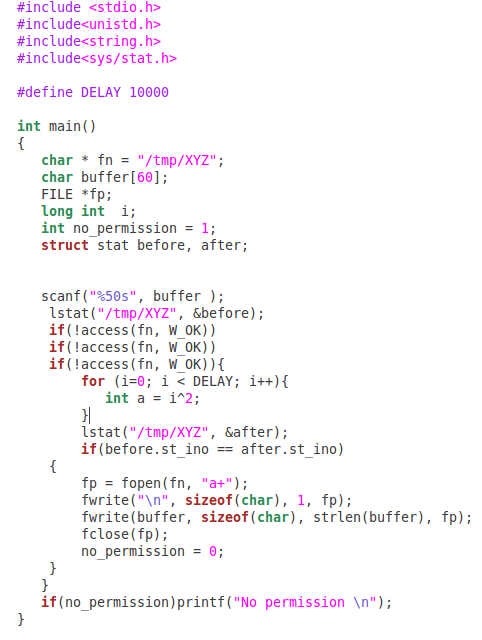 #include <stdio.h>
#include<unistd.h>
#include<string.h>
#include<sys/stat.h>

#define DELAY 10000

int main()
{
   char * fn = "/tmp/XYZ";
   char buffer[60];
   FILE *fp;
   long int  i;
   int no_permission = 1;
   struct stat before, after;


   scanf("%50s", buffer );
    lstat("/tmp/XYZ", &before);
    if(!access(fn, W_OK))
    if(!access(fn, W_OK))
    if(!access(fn, W_OK)){
        for (i=0; i < DELAY; i++){
           int a = i^2;
        }
        lstat("/tmp/XYZ", &after);
        if(before.st_ino == after.st_ino)
    {
        fp = fopen(fn, "a+");
        fwrite("\n", sizeof(char), 1, fp);
        fwrite(buffer, sizeof(char), strlen(buffer), fp);
        fclose(fp);
        no_permission = 0;
    }
   }
   if(no_permission)printf("No permission \n");
}